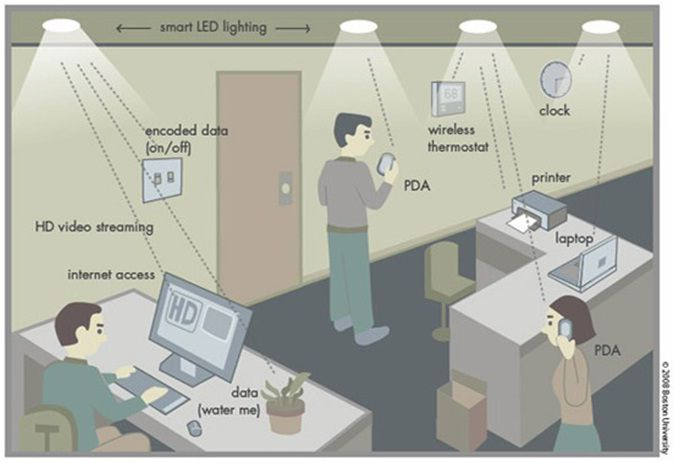 smart LED lighting
encoded data
(on/off)
68
wireless
thermostat
clock
PDA
printer
HD video streaming
laptop
internet access
HD
PDA
data
(water me)
© 2008 Boston University